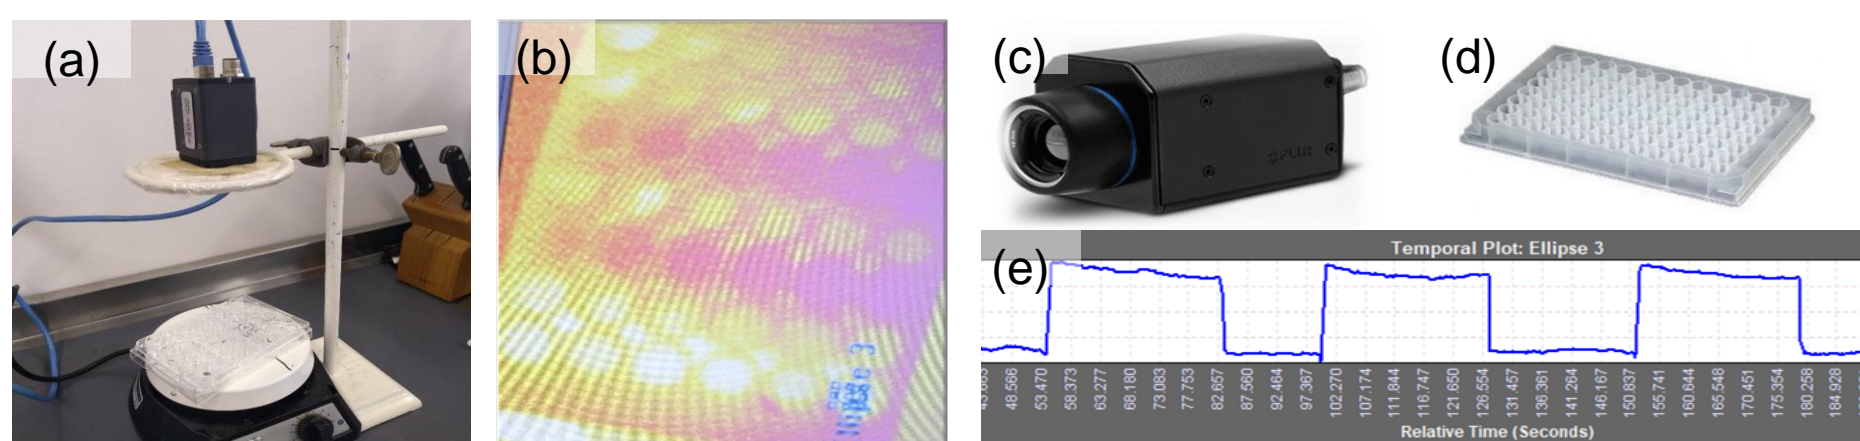 (a)
(b)
(c)
(d)
(e)
FLIR
Temporal Plot: Ellipse 3
48.566 53.470 58.373 63.277 68.180 73.083 77.753 82.657 87.560 92.464 97.367 102.270 107.174 111.844 116.747 121.650 126.554 131.457 136.361 141.264 146.167 150.837 155.741 160.644 165.548 170.451 175.354 180.258 184.928
Relative Time (Seconds)